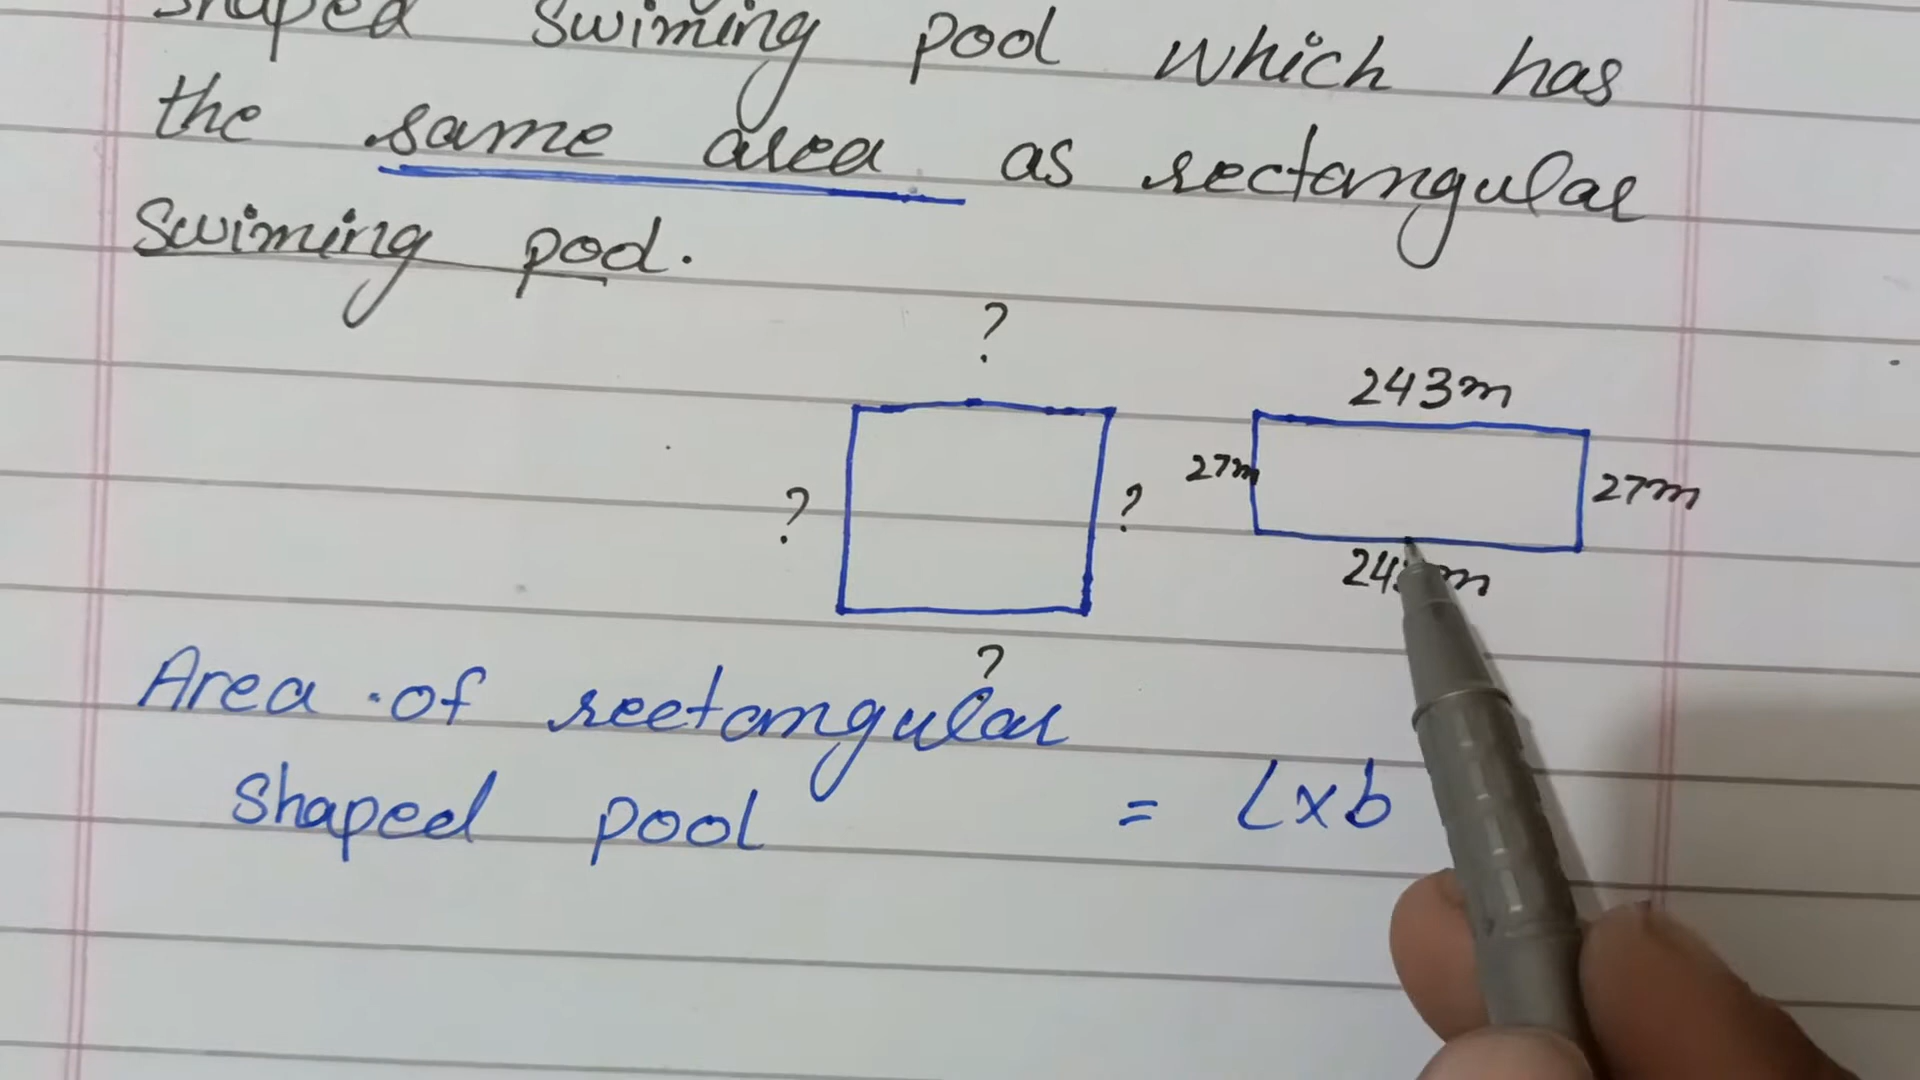 shaped swiming pool which has
the same area as rectangular
swiming pool.
?
243m
27m
27m
?
?
?
Area of rectangular
shaped pool = L×b